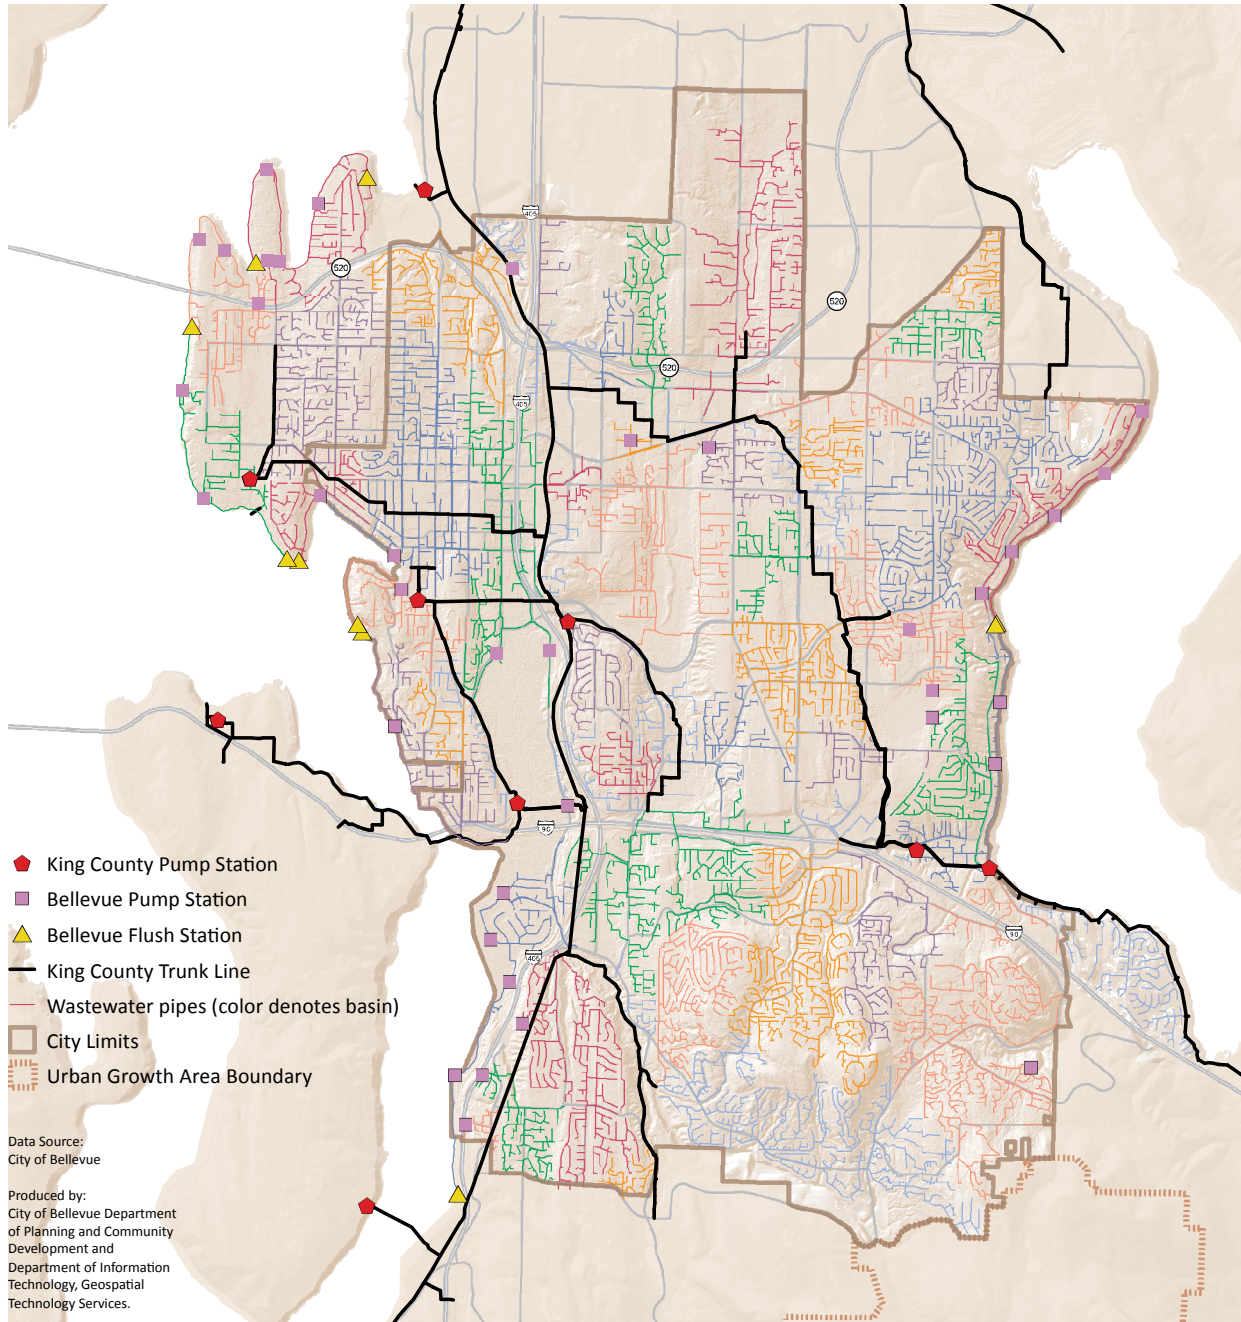 405
520
520
520
405
90
King County Pump Station
Bellevue Pump Station
Bellevue Flush Station
King County Trunk Line
Wastewater pipes (color denotes basin)
City Limits
Urban Growth Area Boundary
90
405
Data Source:
City of Bellevue
Produced by:
City of Bellevue Department
of Planning and Community
Development and
Department of Information
Technology, Geospatial
Technology Services.